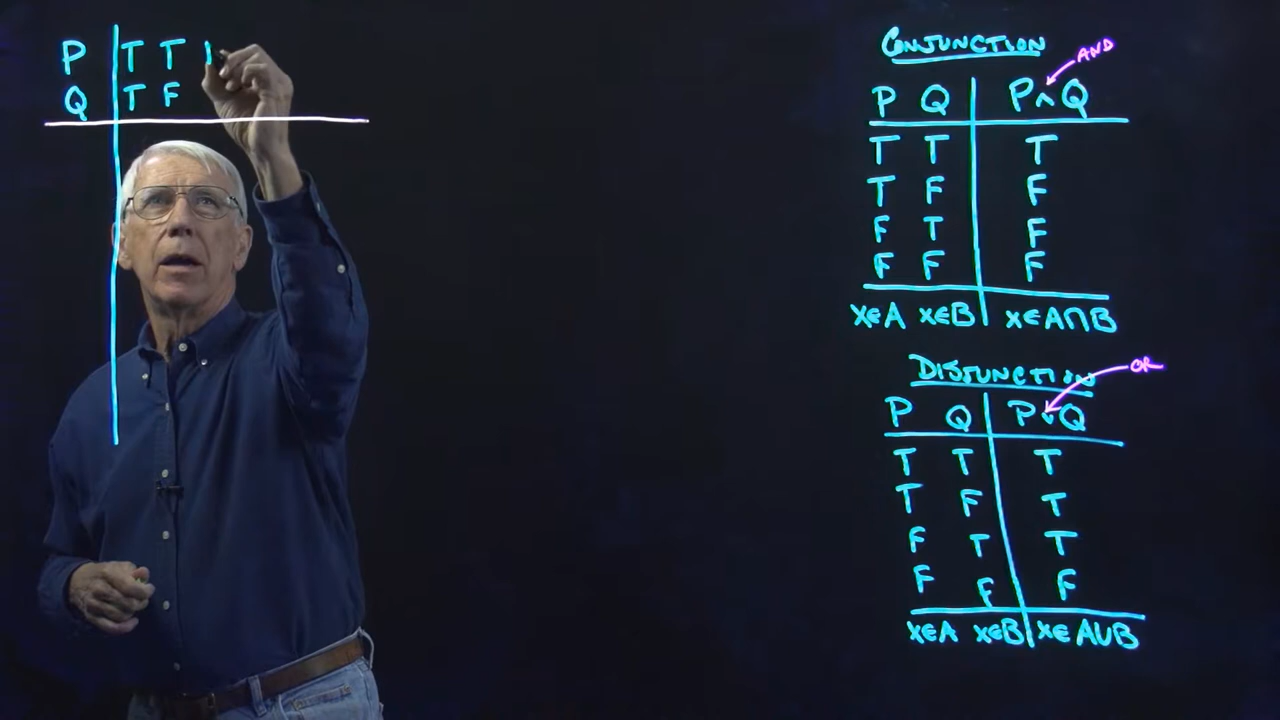 P T T
Q T F
CONJUNCTION
AND
P Q P∧Q
T T T
T F F
F T F
F F F
x∈A x∈B x∈A∩B
DISJUNCTION
OR
P Q P∨Q
T T T
T F T
F T T
F F F
x∈A x∈B x∈A∪B